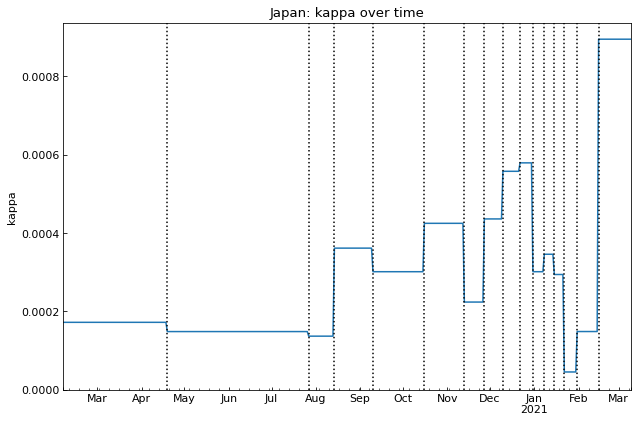 Japan: kappa over time
kappa
0.0008
0.0006
0.0004
0.0002
0.0000
Mar Apr May Jun Jul Aug Sep Oct Nov Dec Jan Feb Mar
2021